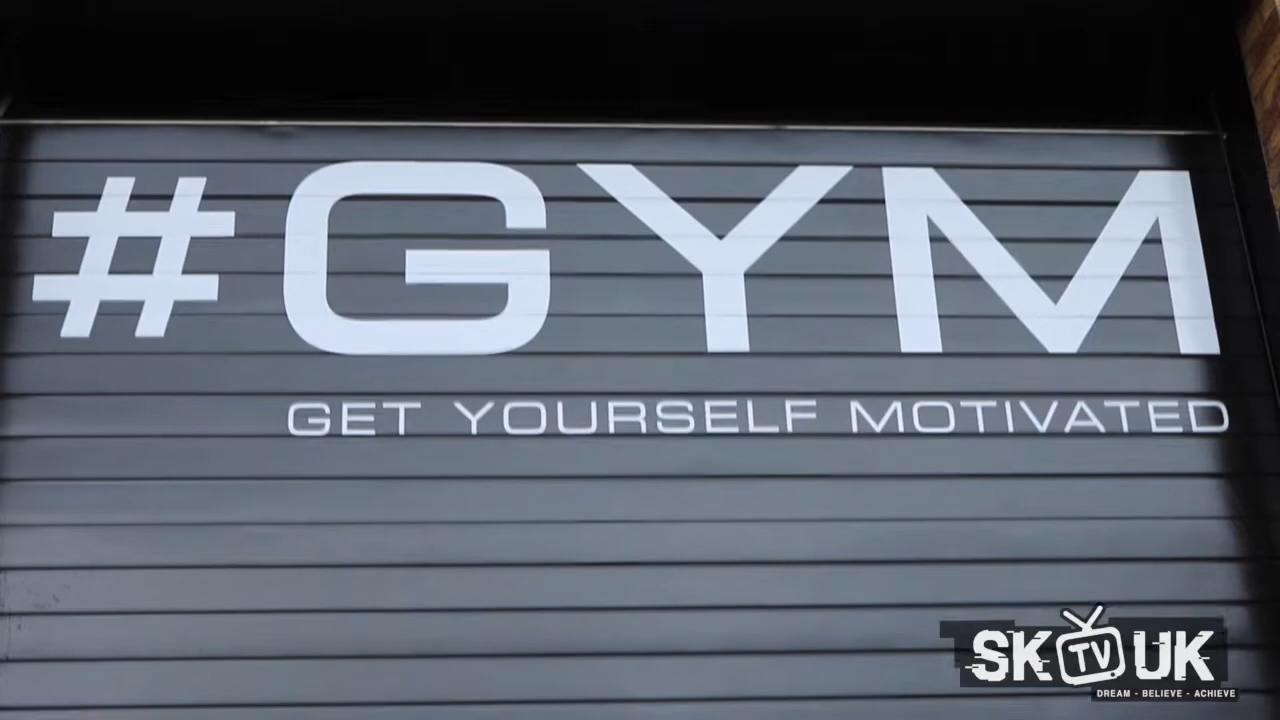 #GYM
GET YOURSELF MOTIVATED
SK TV UK
DREAM - BELIEVE - ACHIEVE